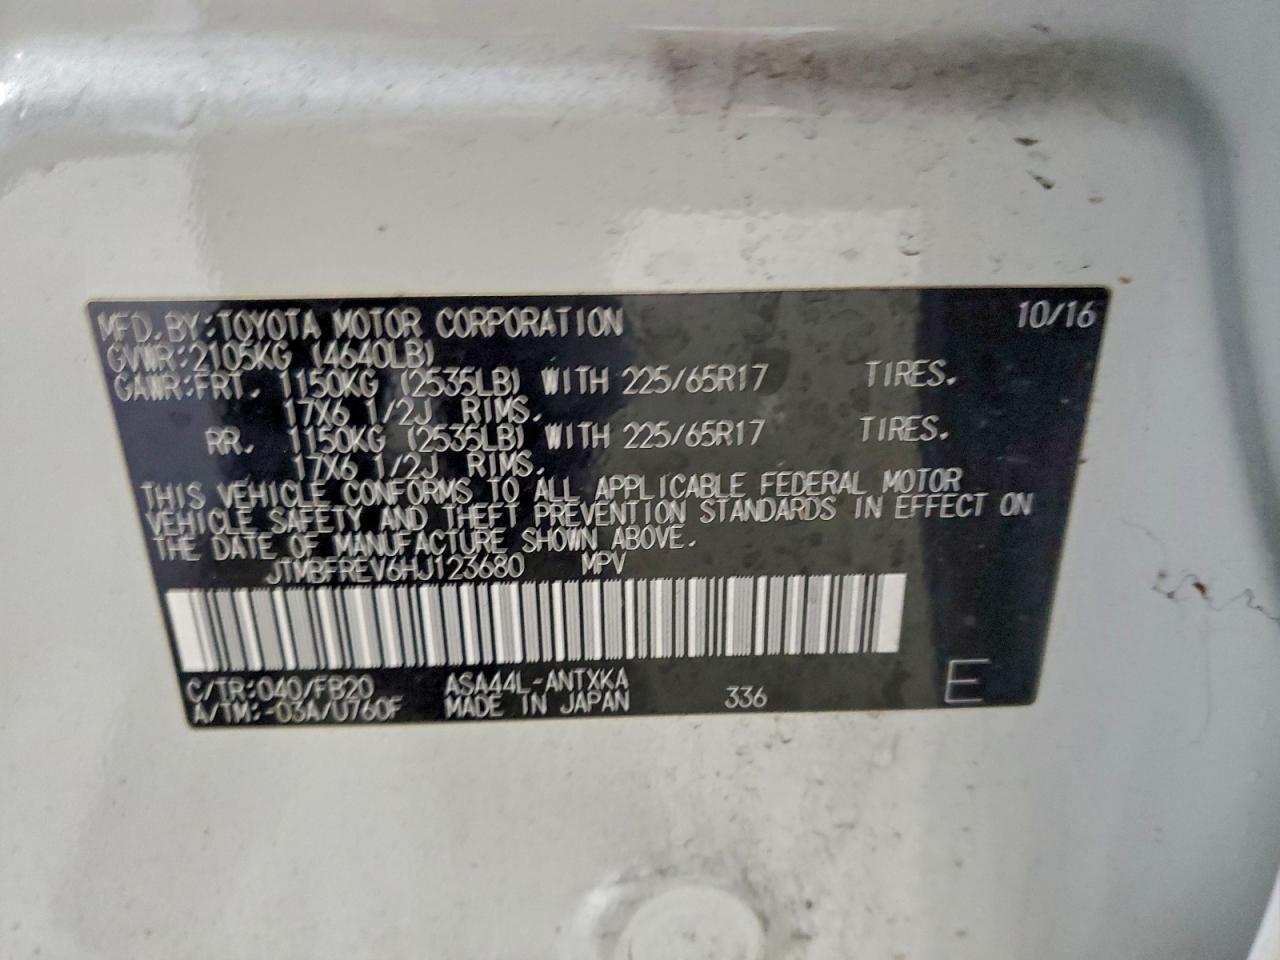 MFD. BY: TOYOTA MOTOR CORPORATION 10/16
GVWR: 2105KG (4640LB)
GAWR: FRT. 1150KG (2535LB) WITH 225/65R17 TIRES.
17X6 1/2J RIMS.
RR. 1150KG (2535LB) WITH 225/65R17 TIRES.
17X6 1/2J RIMS.
THIS VEHICLE CONFORMS TO ALL APPLICABLE FEDERAL MOTOR
VEHICLE SAFETY AND THEFT PREVENTION STANDARDS IN EFFECT ON
THE DATE OF MANUFACTURE SHOWN ABOVE.
JTMBFREV6HJ123680 MPV
C/TR: 040/FB20 ASA44L-ANTXKA
A/TM: -03A/U760F MADE IN JAPAN 336 E